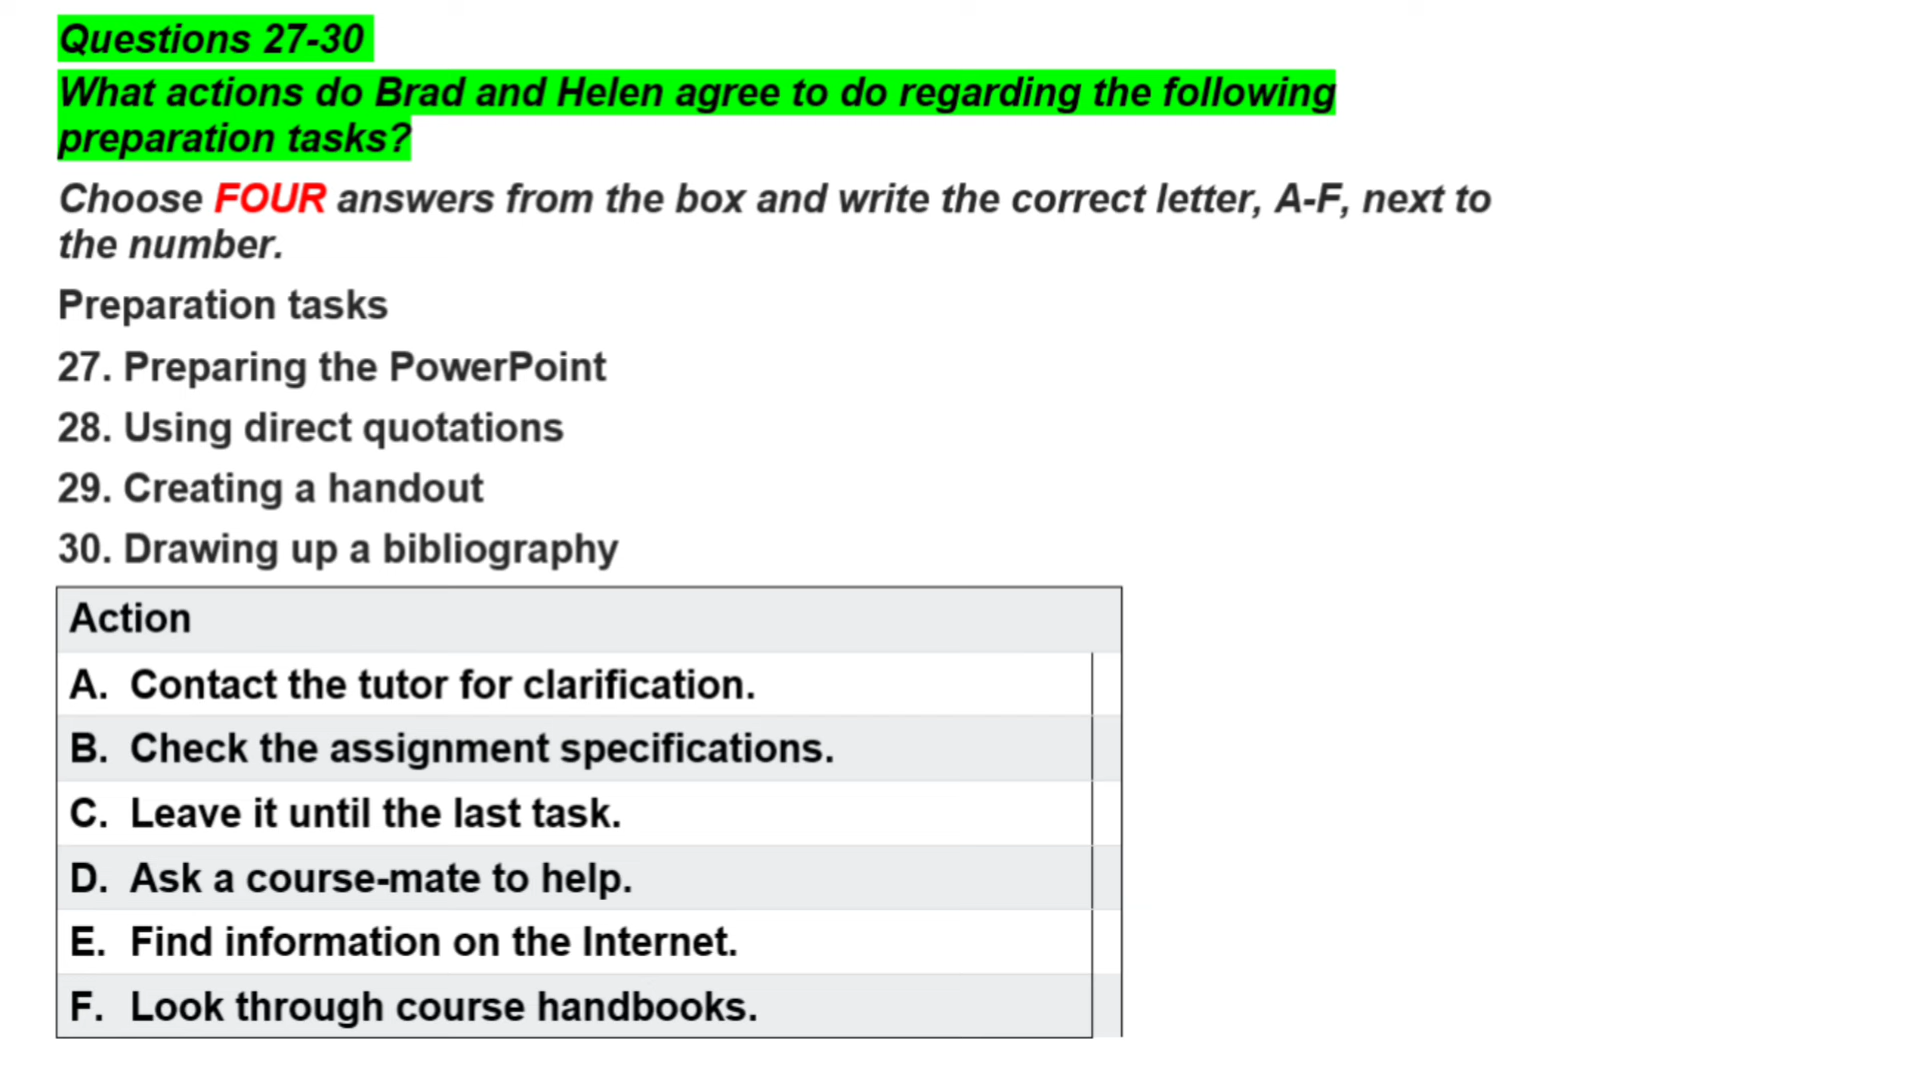 Questions 27-30
What actions do Brad and Helen agree to do regarding the following
preparation tasks?
Choose FOUR answers from the box and write the correct letter, A-F, next to
the number.
Preparation tasks
27. Preparing the PowerPoint
28. Using direct quotations
29. Creating a handout
30. Drawing up a bibliography
Action
A. Contact the tutor for clarification.
B. Check the assignment specifications.
C. Leave it until the last task.
D. Ask a course-mate to help.
E. Find information on the Internet.
F. Look through course handbooks.